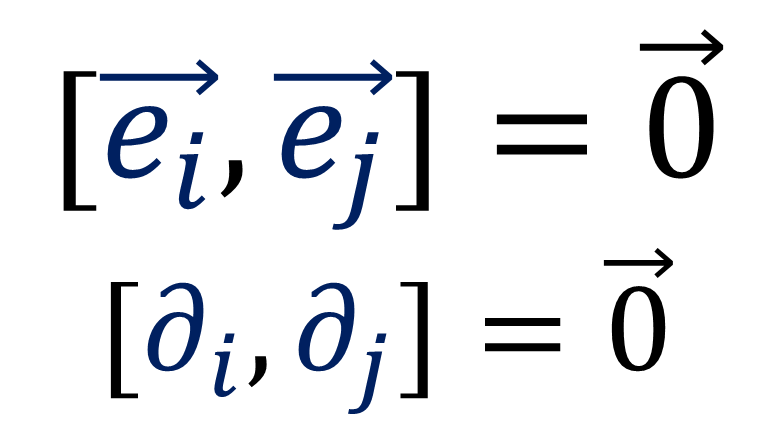 [e⃗ᵢ, e⃗ⱼ] = 0⃗
[∂ᵢ, ∂ⱼ] = 0⃗